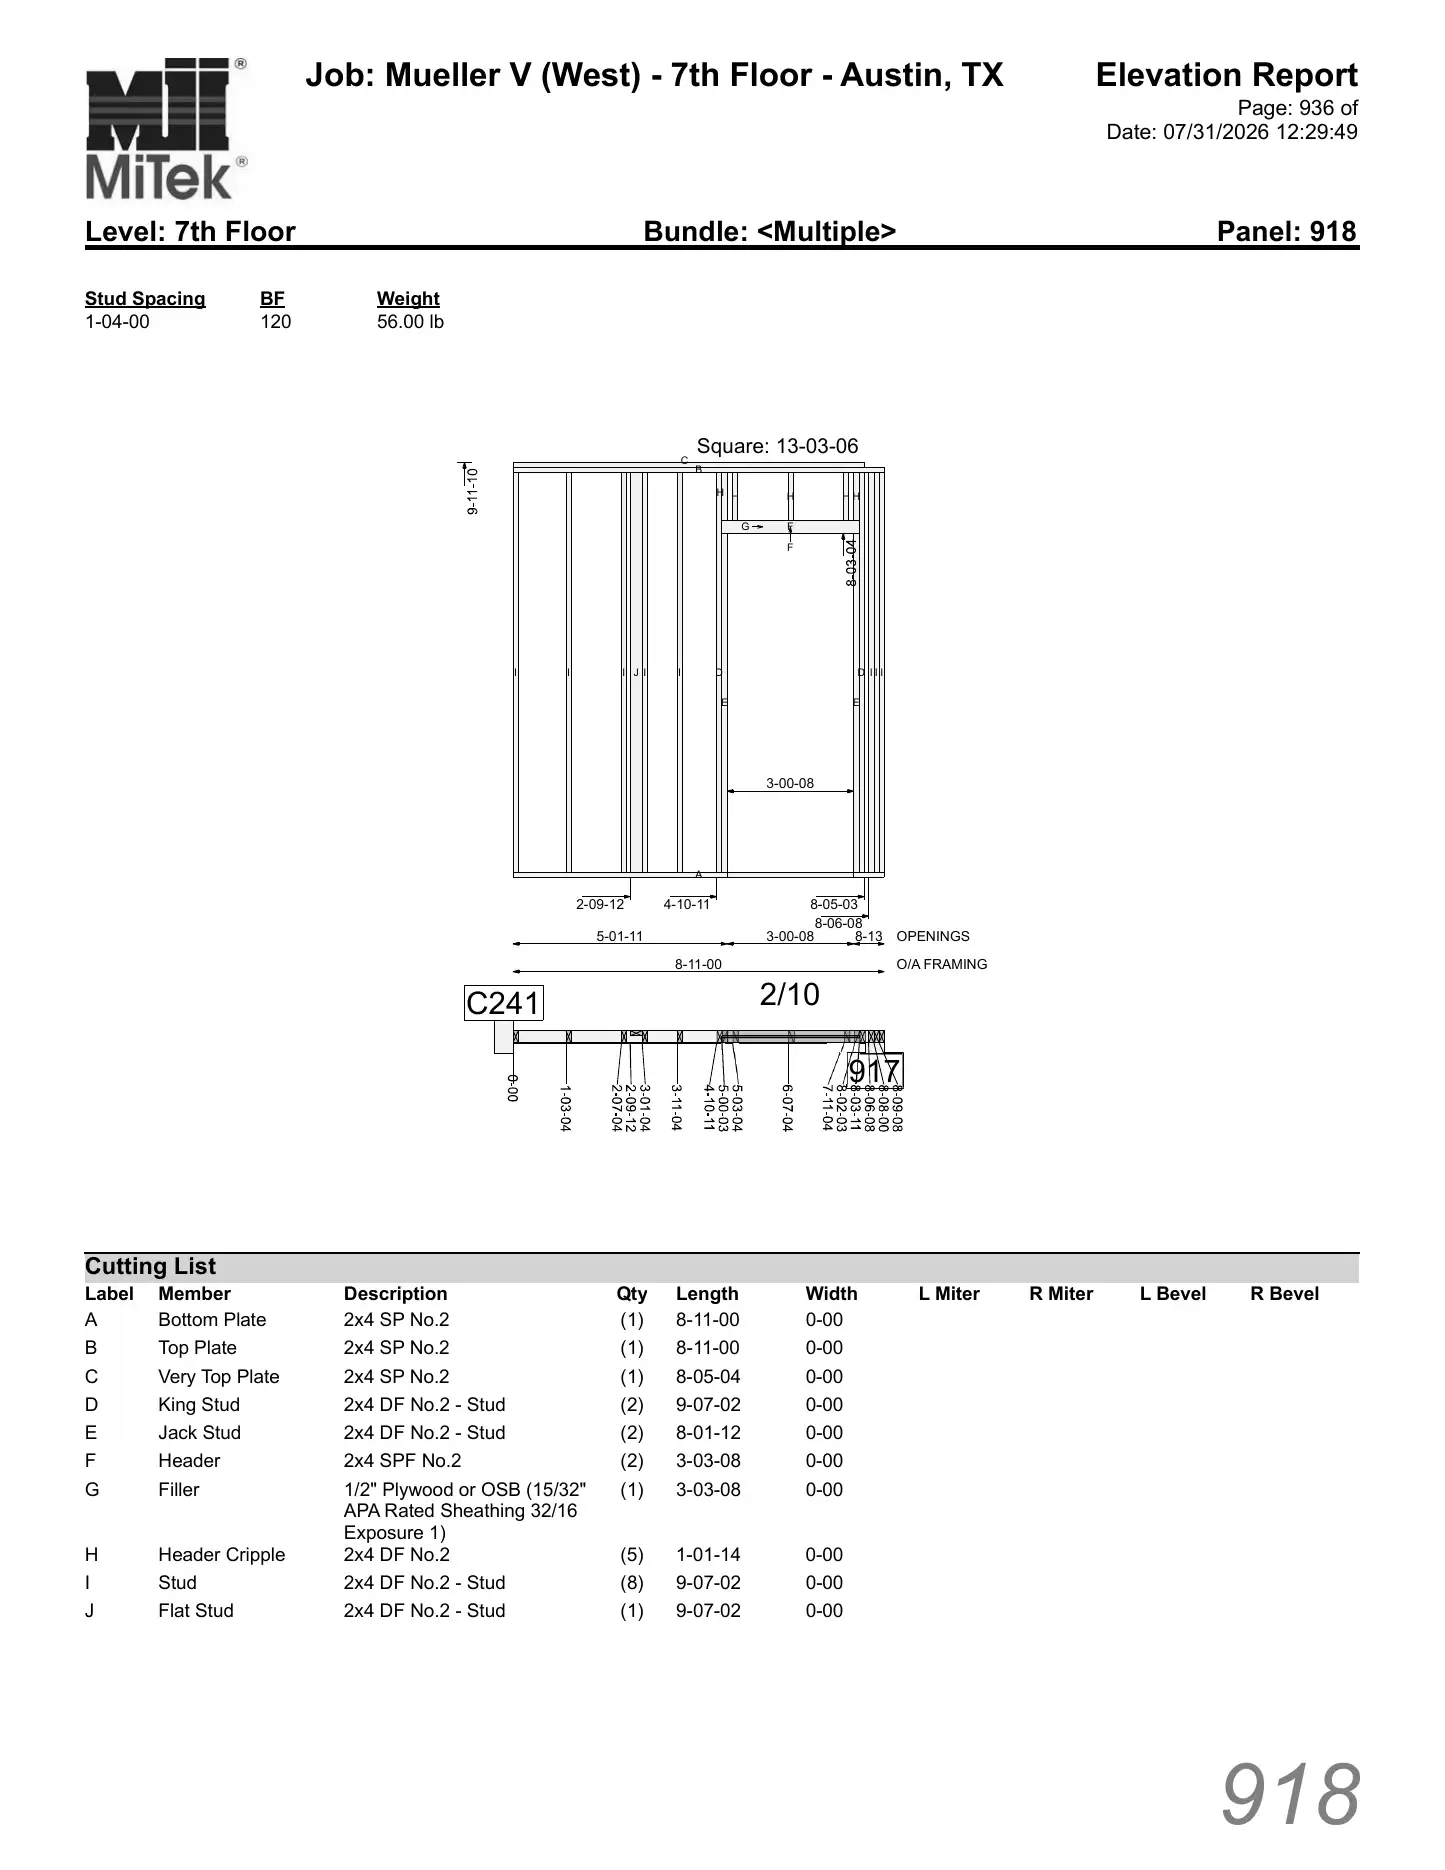 Job: Mueller V (West) - 7th Floor - Austin, TX
Elevation Report
Page: 936 of
Date: 07/31/2026 12:29:49
MiTek®
Level: 7th Floor
Bundle: <Multiple>
Panel: 918
Stud Spacing BF Weight
1-04-00 120 56.00 lb
Square: 13-03-06
C
B
9-11-10
H H H
G F
F
8-03-04
I I I J I I D I I I
E E
3-00-08
A
2-09-12 4-10-11 8-05-03
8-06-08
5-01-11 3-00-08 8-13 OPENINGS
8-11-00 O/A FRAMING
C241
2/10
917
0-00
1-03-04
2-07-04
2-09-12
3-01-04
3-11-04
4-10-11
5-00-03
5-03-04
6-07-04
7-11-04
8-02-03
8-03-11
8-06-08
8-08-00
8-09-08
Cutting List
Label Member Description Qty Length Width L Miter R Miter L Bevel R Bevel
A Bottom Plate 2x4 SP No.2 (1) 8-11-00 0-00
B Top Plate 2x4 SP No.2 (1) 8-11-00 0-00
C Very Top Plate 2x4 SP No.2 (1) 8-05-04 0-00
D King Stud 2x4 DF No.2 - Stud (2) 9-07-02 0-00
E Jack Stud 2x4 DF No.2 - Stud (2) 8-01-12 0-00
F Header 2x4 SPF No.2 (2) 3-03-08 0-00
G Filler 1/2" Plywood or OSB (15/32" (1) 3-03-08 0-00
APA Rated Sheathing 32/16
Exposure 1)
H Header Cripple 2x4 DF No.2 (5) 1-01-14 0-00
I Stud 2x4 DF No.2 - Stud (8) 9-07-02 0-00
J Flat Stud 2x4 DF No.2 - Stud (1) 9-07-02 0-00
918